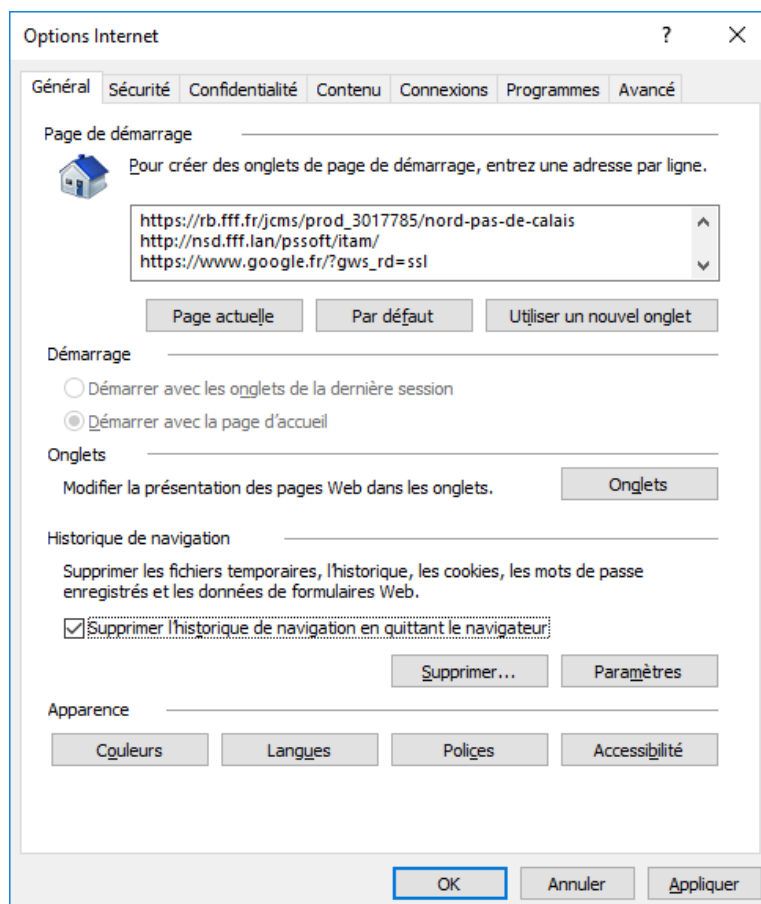 Options Internet
?
Général Sécurité Confidentialité Contenu Connexions Programmes Avancé
Page de démarrage
Pour créer des onglets de page de démarrage, entrez une adresse par ligne.
https://rb.fff.fr/jcms/prod_3017785/nord-pas-de-calais
http://nsd.fff.lan/pssoft/itam/
https://www.google.fr/?gws_rd=ssl
Page actuelle Par défaut Utiliser un nouvel onglet
Démarrage
Démarrer avec les onglets de la dernière session
Démarrer avec la page d'accueil
Onglets
Modifier la présentation des pages Web dans les onglets. Onglets
Historique de navigation
Supprimer les fichiers temporaires, l'historique, les cookies, les mots de passe
enregistrés et les données de formulaires Web.
Supprimer l'historique de navigation en quittant le navigateur
Supprimer... Paramètres
Apparence
Couleurs Langues Polices Accessibilité
OK Annuler Appliquer